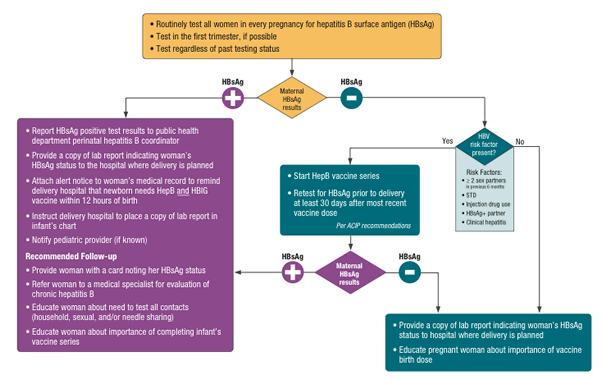 • Routinely test all women in every pregnancy for hepatitis B surface antigen (HBsAg)
• Test in the first trimester, if possible
• Test regardless of past testing status
HBsAg
HBsAg
Maternal
HBsAg
results
• Report HBsAg positive test results to public health
department perinatal hepatitis B coordinator
• Provide a copy of lab report indicating woman's
HBsAg status to the hospital where delivery is planned
• Attach alert notice to woman's medical record to remind
delivery hospital that newborn needs HepB and HBIG
vaccine within 12 hours of birth
• Instruct delivery hospital to place a copy of lab report in
infant's chart
• Notify pediatric provider (if known)
Recommended Follow-up
• Provide woman with a card noting her HBsAg status
• Refer woman to a medical specialist for evaluation of
chronic hepatitis B
• Educate woman about need to test all contacts
(household, sexual, and/or needle sharing)
• Educate woman about importance of completing infant's
vaccine series
Yes
HBV
risk factor
present?
No
Risk Factors:
• ≥ 2 sex partners
in previous 6 months
• STD
• Injection drug use
• HBsAg+ partner
• Clinical hepatitis
• Start HepB vaccine series
• Retest for HBsAg prior to delivery
at least 30 days after most recent
vaccine dose
Per ACIP recommendations
HBsAg
HBsAg
Maternal
HBsAg
results
• Provide a copy of lab report indicating woman's HBsAg
status to hospital where delivery is planned
• Educate pregnant woman about importance of vaccine
birth dose